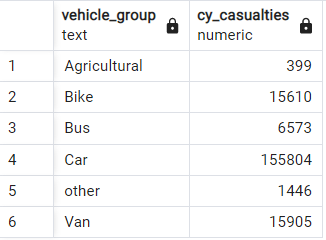 vehicle_group cy_casualties
text numeric
1 Agricultural 399
2 Bike 15610
3 Bus 6573
4 Car 155804
5 other 1446
6 Van 15905